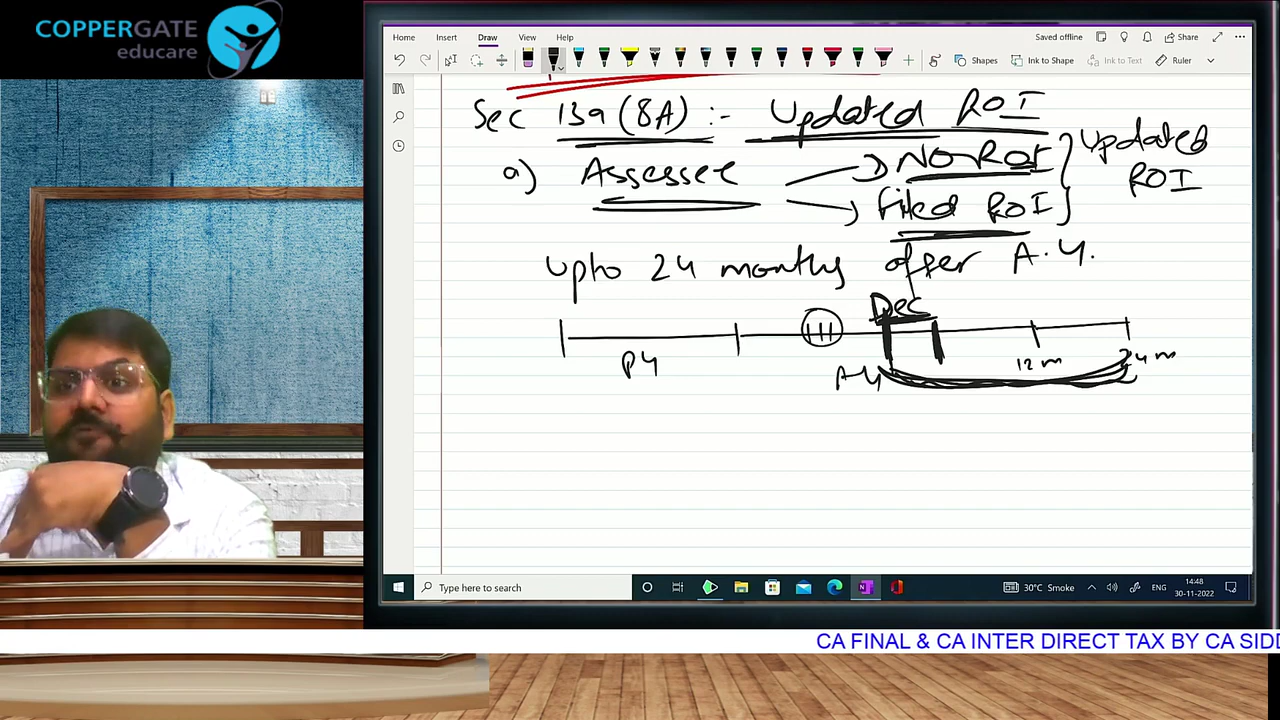 COPPERGATE
educare
Home Insert Draw View Help
Saved offline
Share
Shapes
Ink to Shape
Ink to Text
Ruler
Sec 139(8A) :- Updated ROI
a) Assessee
NO ROI
Filed ROI
Updated
ROI
upto 24 months after A.Y.
Dec
PY
AY
12 m
24 m
Type here to search
30°C Smoke
ENG
14:48
30-11-2022
CA FINAL & CA INTER DIRECT TAX BY CA SIDD